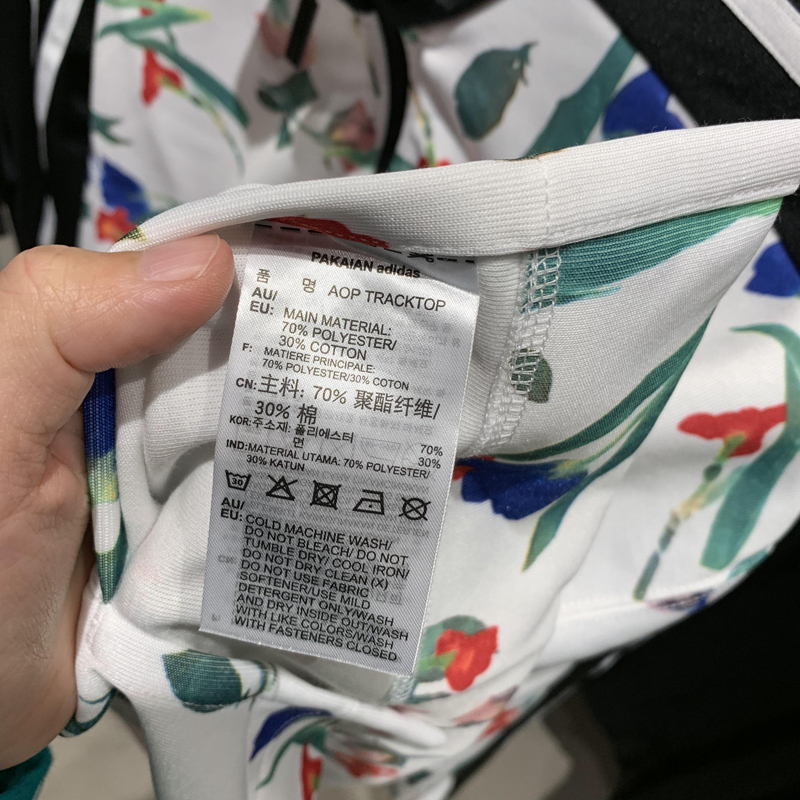 PAKAIAN adidas
품 명 AOP TRACKTOP
AU/
EU: MAIN MATERIAL:
70% POLYESTER/
30% COTTON
F: MATIERE PRINCIPALE:
70% POLYESTER/30% COTON
CN: 主料: 70% 聚酯纤维/
30% 棉
KOR: 주소재: 폴리에스터 70%
면 30%
IND: MATERIAL UTAMA: 70% POLYESTER/
30% KATUN
30
AU/
EU: COLD MACHINE WASH/
DO NOT BLEACH/ DO NOT
TUMBLE DRY/ COOL IRON/
DO NOT DRY CLEAN (X)
DO NOT USE FABRIC
SOFTENER/USE MILD
DETERGENT ONLY/WASH
AND DRY INSIDE OUT/WASH
WITH LIKE COLORS/WASH
WITH FASTENERS CLOSED